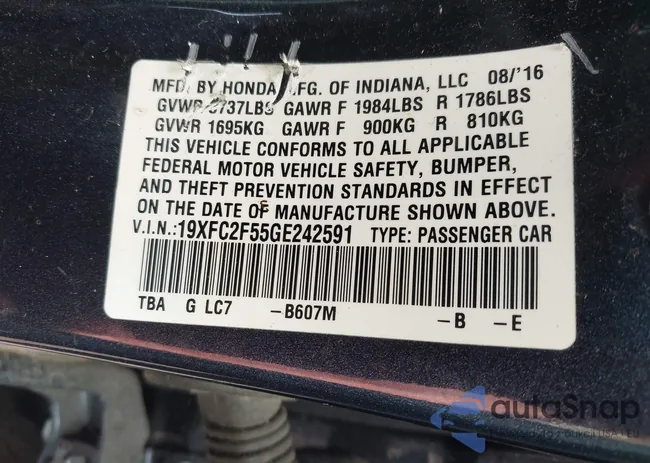 MFD. BY HONDA MFG. OF INDIANA, LLC 08/'16
GVWR 3737LBS GAWR F 1984LBS R 1786LBS
GVWR 1695KG GAWR F 900KG R 810KG
THIS VEHICLE CONFORMS TO ALL APPLICABLE
FEDERAL MOTOR VEHICLE SAFETY, BUMPER,
AND THEFT PREVENTION STANDARDS IN EFFECT
ON THE DATE OF MANUFACTURE SHOWN ABOVE.
V.I.N.:19XFC2F55GE242591 TYPE: PASSENGER CAR
TBA G LC7 -B607M -B -E
autoSnap